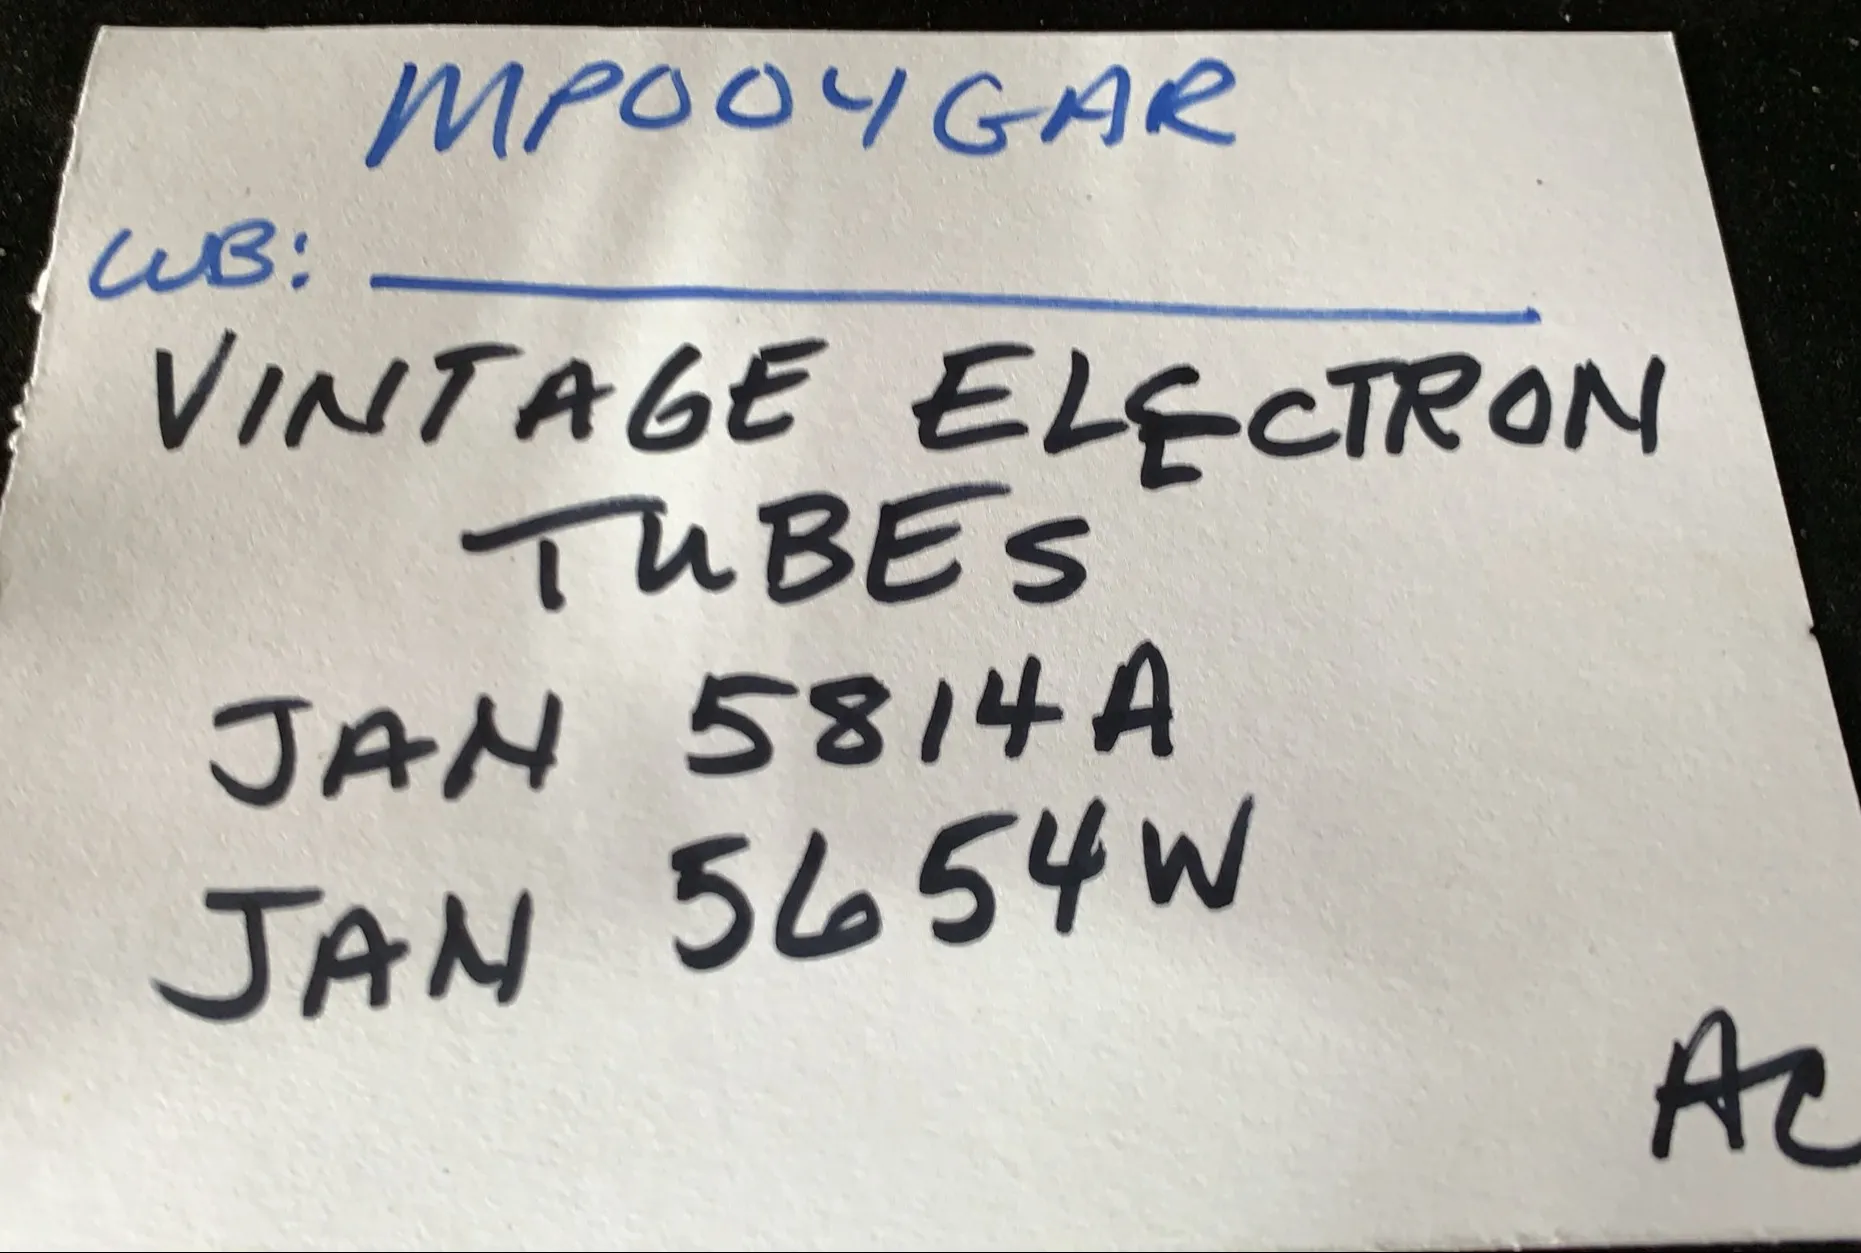 MP004GAR
WB:
VINTAGE ELECTRON
TUBES
JAN 5814A
JAN 5654W
AC